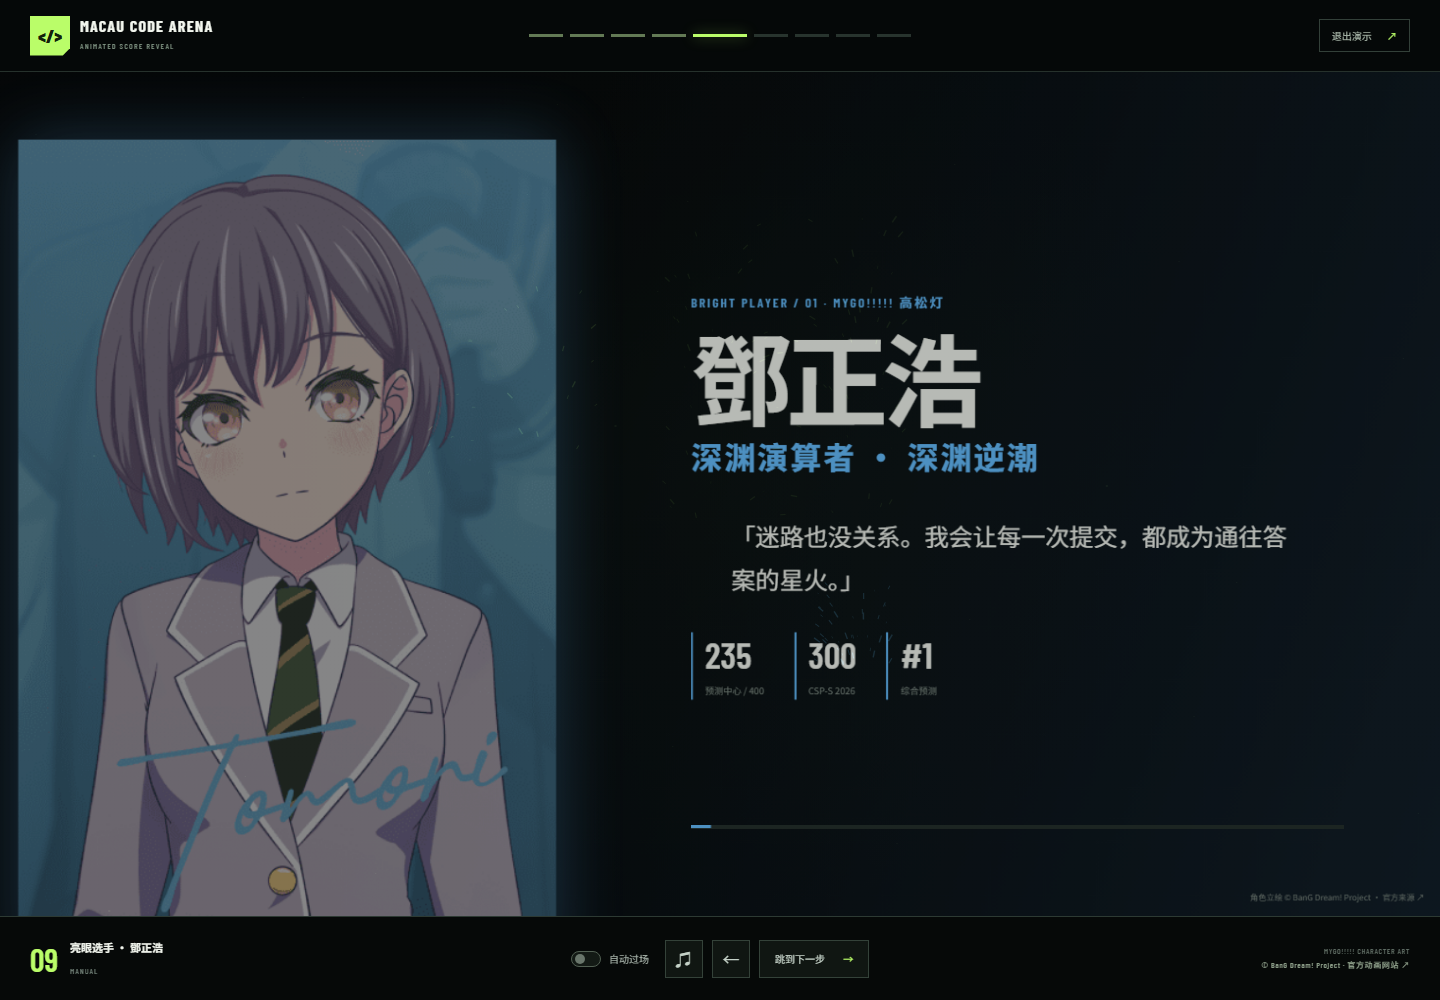 </>
MACAU CODE ARENA
ANIMATED SCORE REVEAL
退出演示 ↗
BRIGHT PLAYER / 01 · MYGO!!!!! 高松灯
鄧正浩
深渊演算者 · 深渊逆潮
「迷路也没关系。我会让每一次提交，都成为通往答
案的星火。」
235
预测中心 / 400
300
CSP-S 2026
#1
综合预测
Tomori
角色立绘 © BanG Dream! Project · 官方来源 ↗
09
亮眼选手 · 鄧正浩
MANUAL
自动过场
跳到下一步 →
MYGO!!!!! CHARACTER ART
© BanG Dream! Project · 官方动画网站 ↗